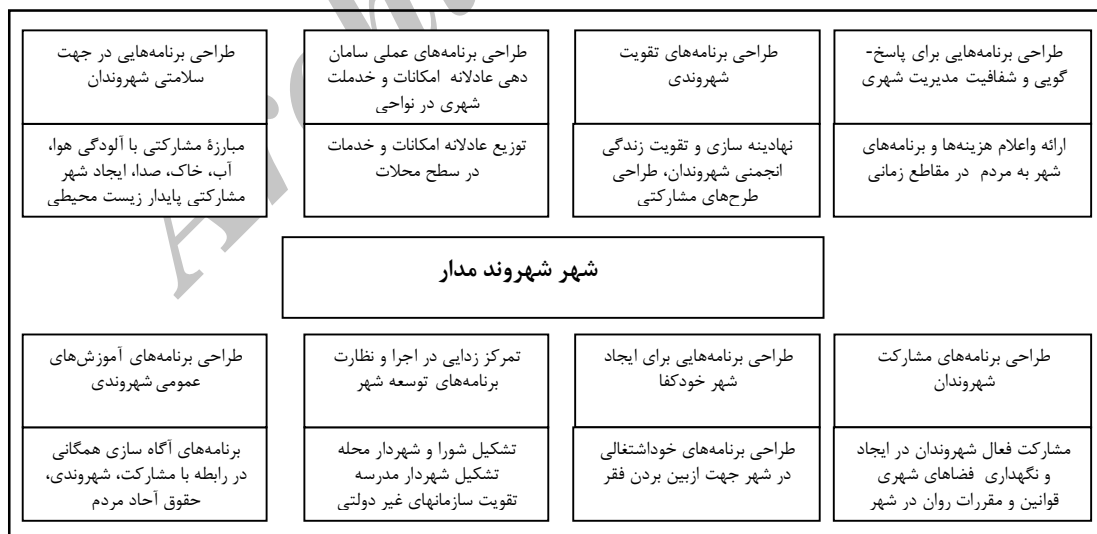 طراحی برنامه‌هایی برای پاسخ-
گویی و شفافیت مدیریت شهری
ارائه واعلام هزینه‌ها و برنامه‌های
شهر به مردم در مقاطع زمانی
طراحی برنامه‌های تقویت
شهروندی
نهادینه سازی و تقویت زندگی
انجمنی شهروندان، طراحی
طرح‌های مشارکتی
طراحی برنامه‌های عملی سامان
دهی عادلانه امکانات و خدملت
شهری در نواحی
توزیع عادلانه امکانات و خدمات
در سطح محلات
طراحی برنامه‌هایی در جهت
سلامتی شهروندان
مبارزۀ مشارکتی با آلودگی هوا،
آب، خاک، صدا، ایجاد شهر
مشارکتی پایدار زیست محیطی
شهر شهروند مدار
طراحی برنامه‌های مشارکت
شهروندان
مشارکت فعال شهروندان در ایجاد
و نگهداری فضاهای شهری
قوانین و مقررات روان در شهر
طراحی برنامه‌هایی برای ایجاد
شهر خودکفا
طراحی برنامه‌های خوداشتغالی
در شهر جهت ازبین بردن فقر
تمرکز زدایی در اجرا و نظارت
برنامه‌های توسعه شهر
تشکیل شورا و شهردار محله
تشکیل شهردار مدرسه
تقویت سازمانهای غیر دولتی
طراحی برنامه‌های آموزش‌های
عمومی شهروندی
برنامه‌های آگاه سازی همگانی
در رابطه با مشارکت، شهروندی،
حقوق آحاد مردم